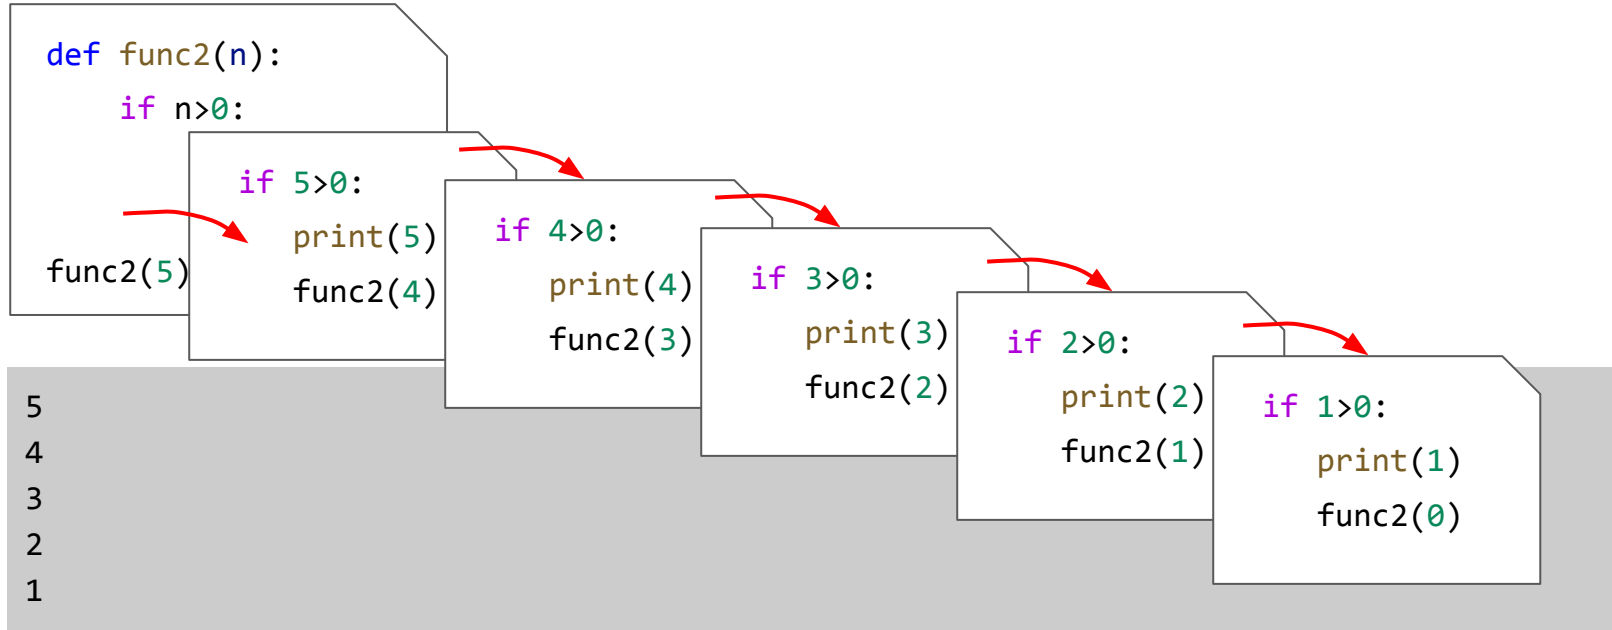 def func2(n):
    if n>0:
func2(5)
if 5>0:
   print(5)
   func2(4)
if 4>0:
   print(4)
   func2(3)
if 3>0:
   print(3)
   func2(2)
if 2>0:
   print(2)
   func2(1)
if 1>0:
   print(1)
   func2(0)
5
4
3
2
1